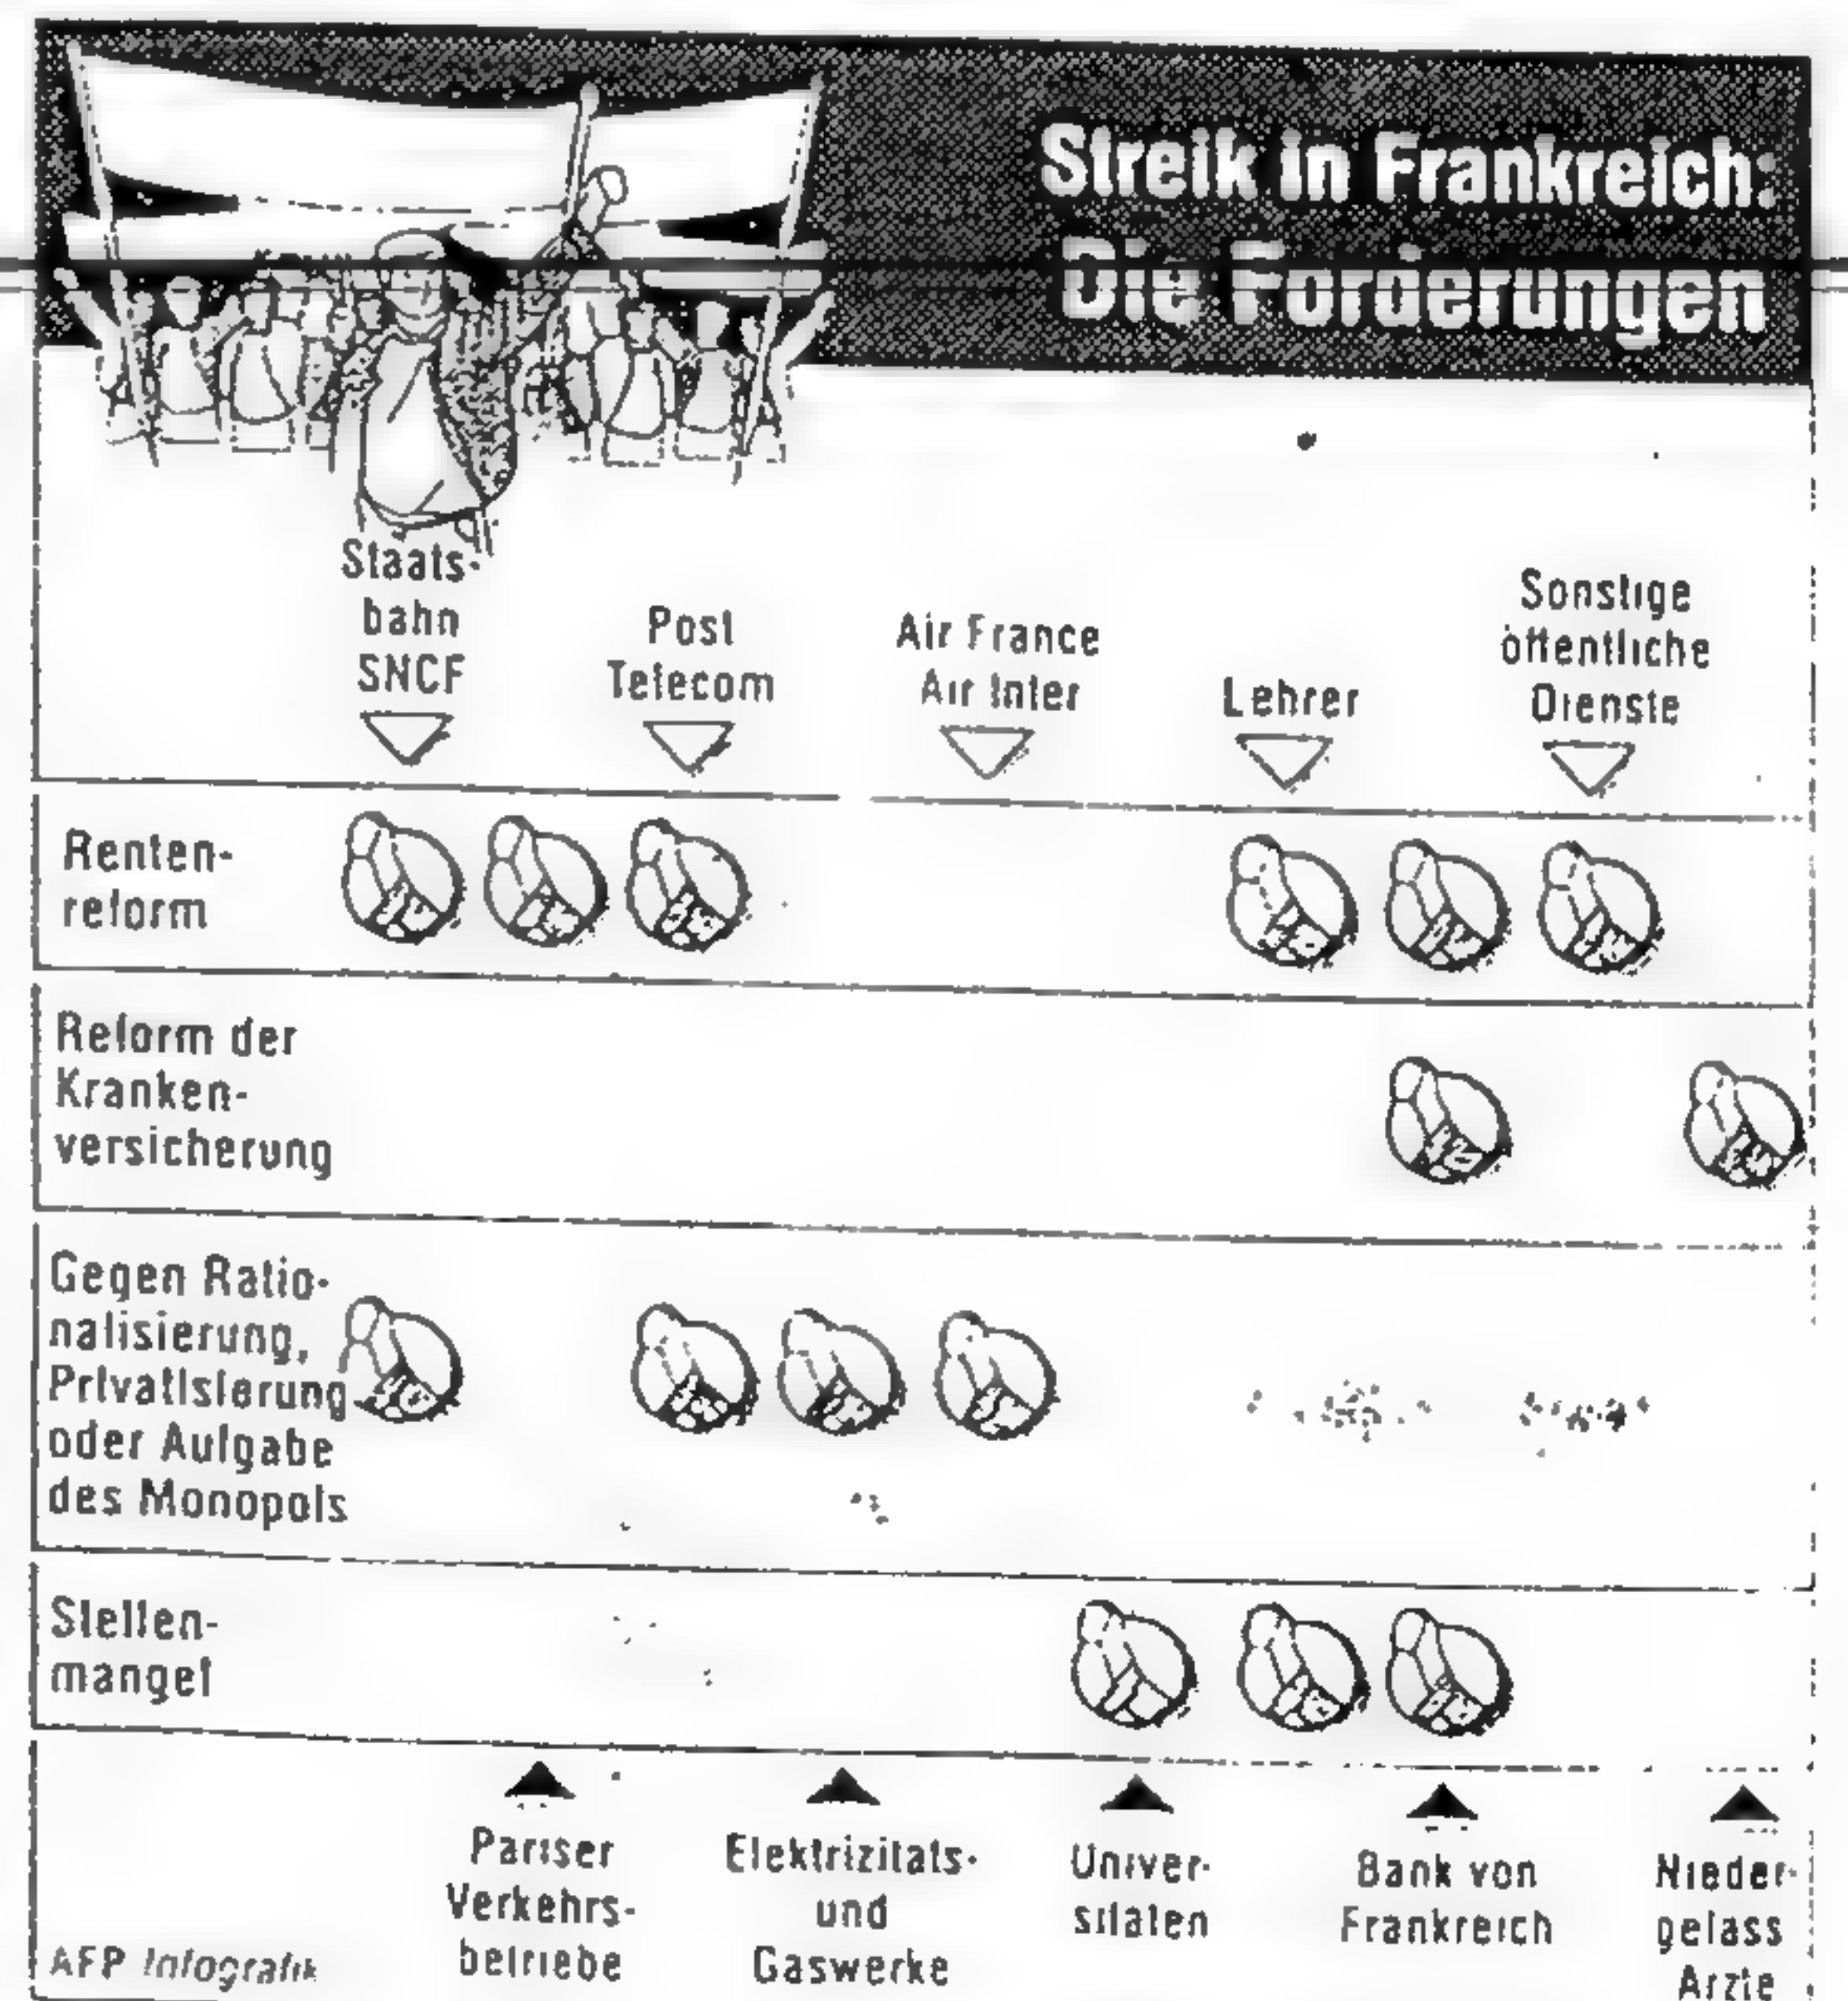 Streik in Frankreich:
Die Forderungen
Staats-
bahn
SNCF
Post
Telecom
Air France
Air Inter
Lehrer
Sonstige
öffentliche
Dienste
Renten-
reform
Reform der
Kranken-
versicherung
Gegen Ratio-
nalisierung,
Privatisierung
oder Aufgabe
des Monopols
Stellen-
mangel
Pariser
Verkehrs-
betriebe
Elektrizitäts-
und
Gaswerke
Univer-
sitäten
Bank von
Frankreich
Nieder-
gelass
Ärzte
AFP Infografik